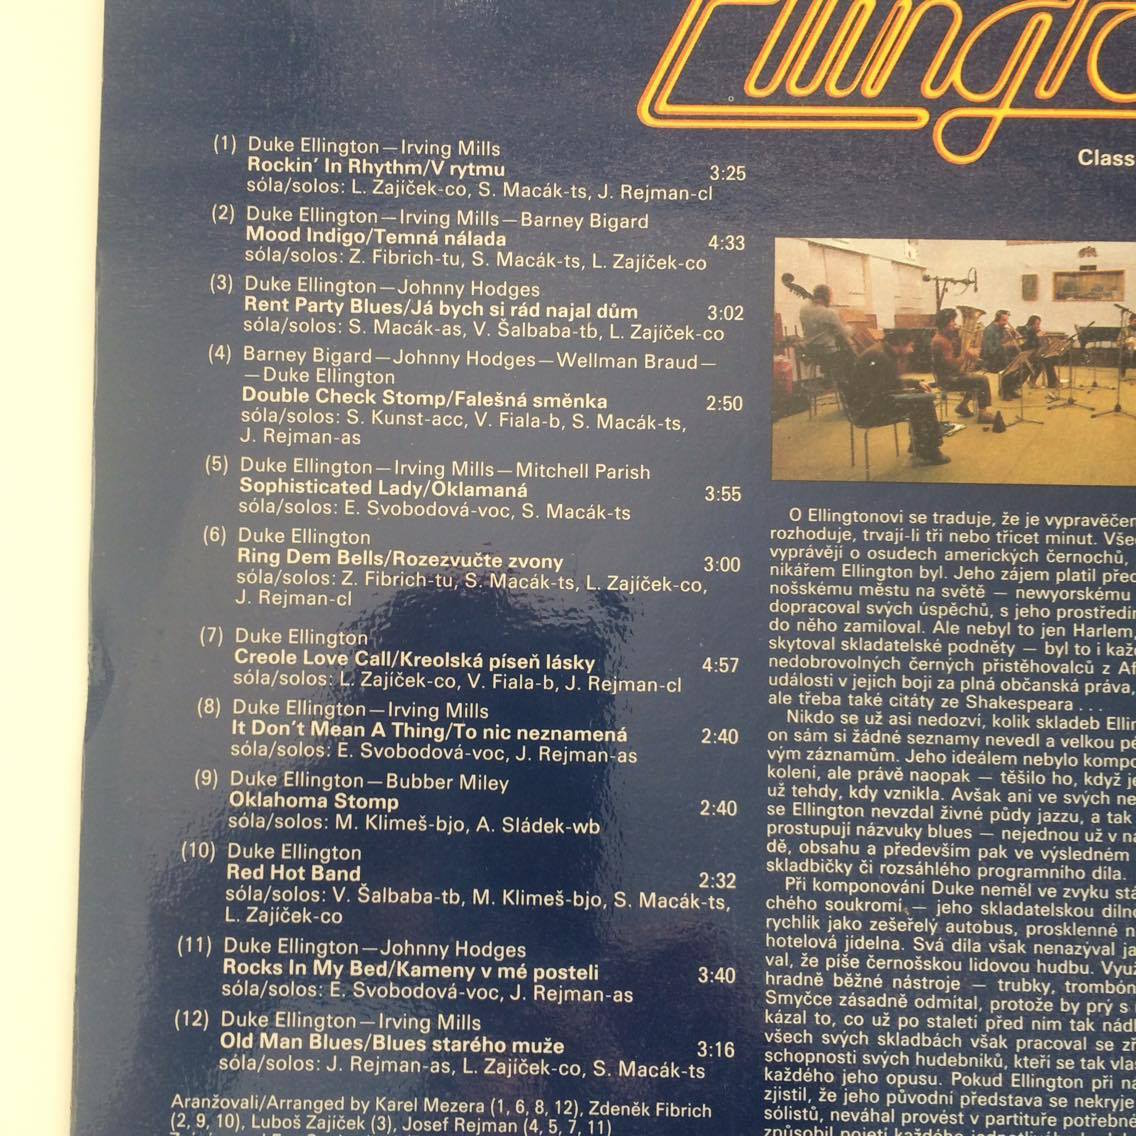 (1) Duke Ellington—Irving Mills
Rockin' In Rhythm/V rytmu 3:25
sóla/solos: L. Zajíček-co, S. Macák-ts, J. Rejman-cl
(2) Duke Ellington—Irving Mills—Barney Bigard
Mood Indigo/Temná nálada 4:33
sóla/solos: Z. Fibrich-tu, S. Macák-ts, L. Zajíček-co
(3) Duke Ellington—Johnny Hodges
Rent Party Blues/Já bych si rád najal dům 3:02
sóla/solos: S. Macák-as, V. Šalbaba-tb, L. Zajíček-co
(4) Barney Bigard—Johnny Hodges—Wellman Braud—
—Duke Ellington
Double Check Stomp/Falešná směnka 2:50
sóla/solos: S. Kunst-acc, V. Fiala-b, S. Macák-ts,
J. Rejman-as
(5) Duke Ellington—Irving Mills—Mitchell Parish
Sophisticated Lady/Oklamaná 3:55
sóla/solos: E. Svobodová-voc, S. Macák-ts
(6) Duke Ellington
Ring Dem Bells/Rozezvučte zvony 3:00
sóla/solos: Z. Fibrich-tu, S. Macák-ts, L. Zajíček-co,
J. Rejman-cl
(7) Duke Ellington
Creole Love Call/Kreolská píseň lásky 4:57
sóla/solos: L. Zajíček-co, V. Fiala-b, J. Rejman-cl
(8) Duke Ellington—Irving Mills
It Don't Mean A Thing/To nic neznamená 2:40
sóla/solos: E. Svobodová-voc, J. Rejman-as
(9) Duke Ellington—Bubber Miley
Oklahoma Stomp 2:40
sóla/solos: M. Klimeš-bjo, A. Sládek-wb
(10) Duke Ellington
Red Hot Band 2:32
sóla/solos: V. Šalbaba-tb, M. Klimeš-bjo, S. Macák-ts,
L. Zajíček-co
(11) Duke Ellington—Johnny Hodges
Rocks In My Bed/Kameny v mé posteli 3:40
sóla/solos: E. Svobodová-voc, J. Rejman-as
(12) Duke Ellington—Irving Mills
Old Man Blues/Blues starého muže 3:16
sóla/solos: J. Rejman-as, L. Zajíček-co, S. Macák-ts
Aranžovali/Arranged by Karel Mezera (1, 6, 8, 12), Zdeněk Fibrich
(2, 9, 10), Luboš Zajíček (3), Josef Rejman (4, 5, 7, 11)
Ellingto
Class
O Ellingtonovi se traduje, že je vypravěčem
rozhoduje, trvají-li tři nebo třicet minut. Vše
vyprávějí o osudech amerických černochů,
nikářem Ellington byl. Jeho zájem platil před
nošskému městu na světě — newyorskému
dopracoval svých úspěchů, s jeho prostředím
do něho zamiloval. Ale nebyl to jen Harlem,
skytoval skladatelské podněty — byl to i kaž
nedobrovolných černých přistěhovalců z Af
události v jejich boji za plná občanská práva,
ale třeba také citáty ze Shakespeara . . .
Nikdo se už asi nedozví, kolik skladeb Ellin
on sám si žádné seznamy nevedl a velkou pé
vým záznamům. Jeho ideálem nebylo kompo
kolení, ale právě naopak — těšilo ho, když je
už tehdy, kdy vznikla. Avšak ani ve svých ne
se Ellington nevzdal živné půdy jazzu, a tak
prostupují názvuky blues — nejednou už v ná
dě, obsahu a především pak ve výsledném
skladbičky či rozsáhlého programního díla.
Při komponování Duke neměl ve zvyku stá
chého soukromí — jeho skladatelskou dílno
rychlík jako zešeřelý autobus, prosklenné n
hotelová jídelna. Svá díla však nenazýval ja
val, že píše černošskou lidovou hudbu. Využ
hradně běžné nástroje — trubky, trombón
Smyčce zásadně odmítal, protože by prý s
kázal to, co už po staletí před ním tak nádh
všech svých skladbách však pracoval se zř
schopnosti svých hudebníků, kteří se tak vla
každého jeho opusu. Pokud Ellington při ná
zjistil, že jeho původní představa se nekryje
sólistů, neváhal provést v partituře potřebné